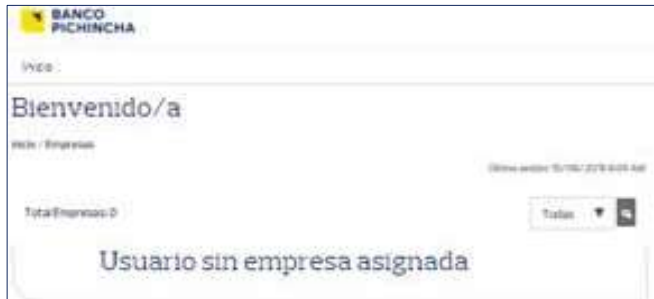 BANCO
PICHINCHA
Inicio
Bienvenido/a
Inicio / Empresas
Total Empresas: 0
Todas
Usuario sin empresa asignada